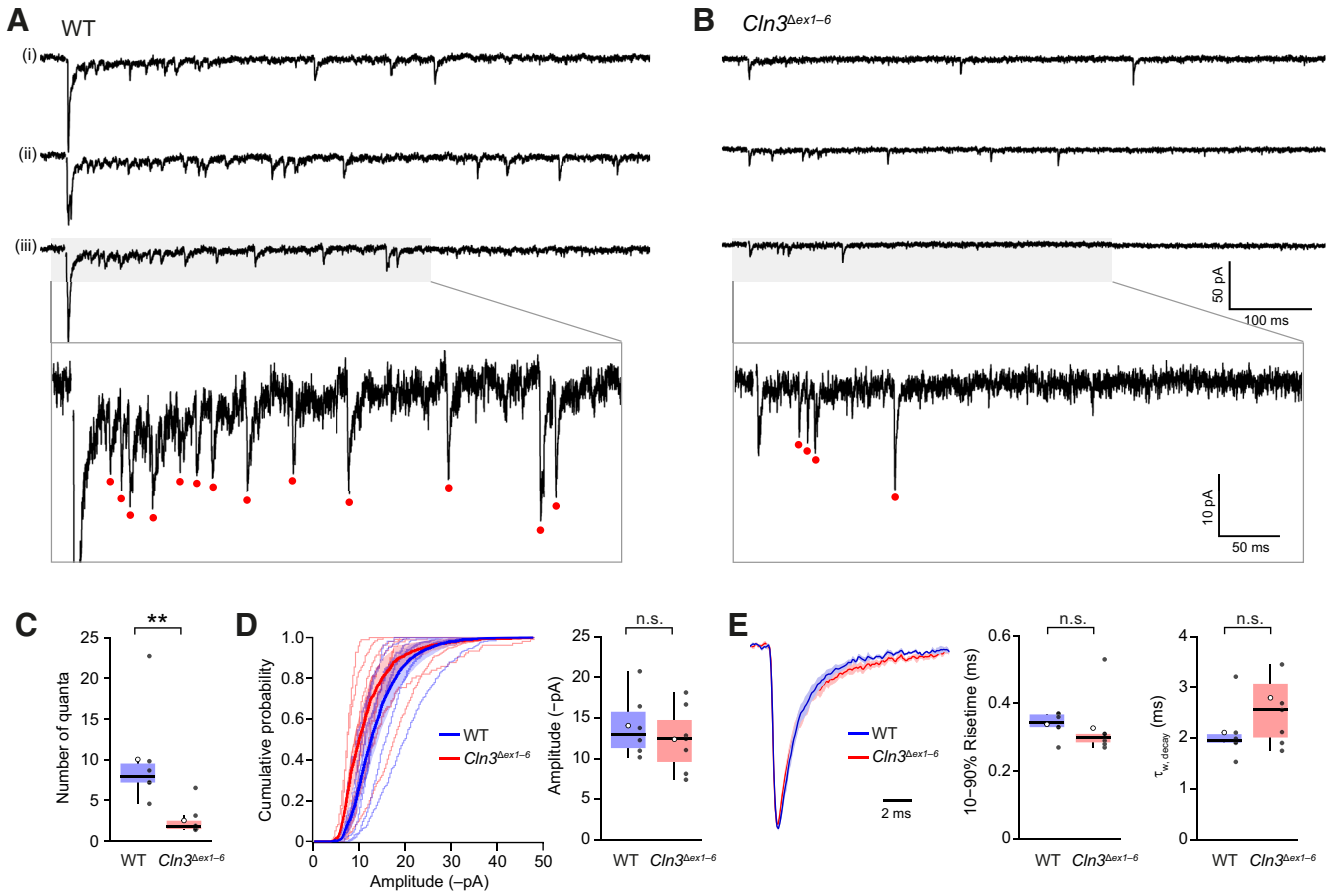 A
WT
B
Cln3Δex1–6
(i)
(ii)
(iii)
50 pA
100 ms
10 pA
50 ms
C
**
Number of quanta
25
20
15
10
5
0
WT
Cln3Δex1–6
D
Cumulative probability
1.0
0.8
0.6
0.4
0.2
0
0
10
20
30
40
50
Amplitude (–pA)
WT
Cln3Δex1–6
n.s.
Amplitude (–pA)
25
20
15
10
5
0
WT
Cln3Δex1–6
E
WT
Cln3Δex1–6
2 ms
n.s.
10–90% Risetime (ms)
0.6
0.4
0.2
0
WT
Cln3Δex1–6
n.s.
τw, decay (ms)
4
3
2
1
0
WT
Cln3Δex1–6